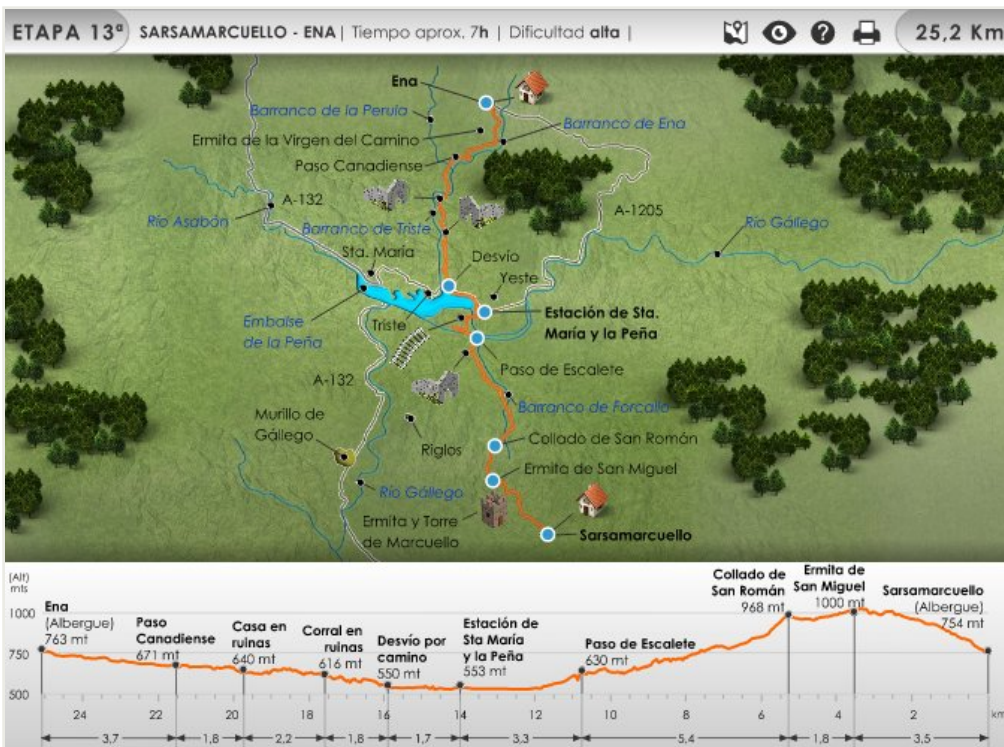 ETAPA 13ª SARSAMARCUELLO - ENA | Tiempo aprox. 7h | Dificultad alta | 25,2 Km
Ena
Barranco de la Perula
Barranco de Ena
Ermita de la Virgen del Camino
Paso Canadiense
A-132
A-1205
Río Asabón
Barranco de Triste
Río Gállego
Sta. María
Desvío
Yeste
Embalse
de la Peña
Triste
Estación de Sta.
María y la Peña
Paso de Escalete
A-132
Barranco de Forcallo
Murillo de
Gállego
Riglos
Collado de San Román
Ermita de San Miguel
Río Gállego
Ermita y Torre
de Marcuello
Sarsamarcuello
(Alt)
mts
1000
750
500
Ena
(Albergue)
763 mt
Paso
Canadiense
671 mt
Casa en
ruinas
640 mt
Corral en
ruinas
616 mt
Desvío por
camino
550 mt
Estación de
Sta María
y la Peña
553 mt
Paso de Escalete
630 mt
Collado de
San Román
968 mt
Ermita de
San Miguel
1000 mt
Sarsamarcuello
(Albergue)
754 mt
24 22 20 18 16 14 12 10 8 6 4 2 km
3,7 1,8 2,2 1,8 1,7 3,3 5,4 1,8 3,5